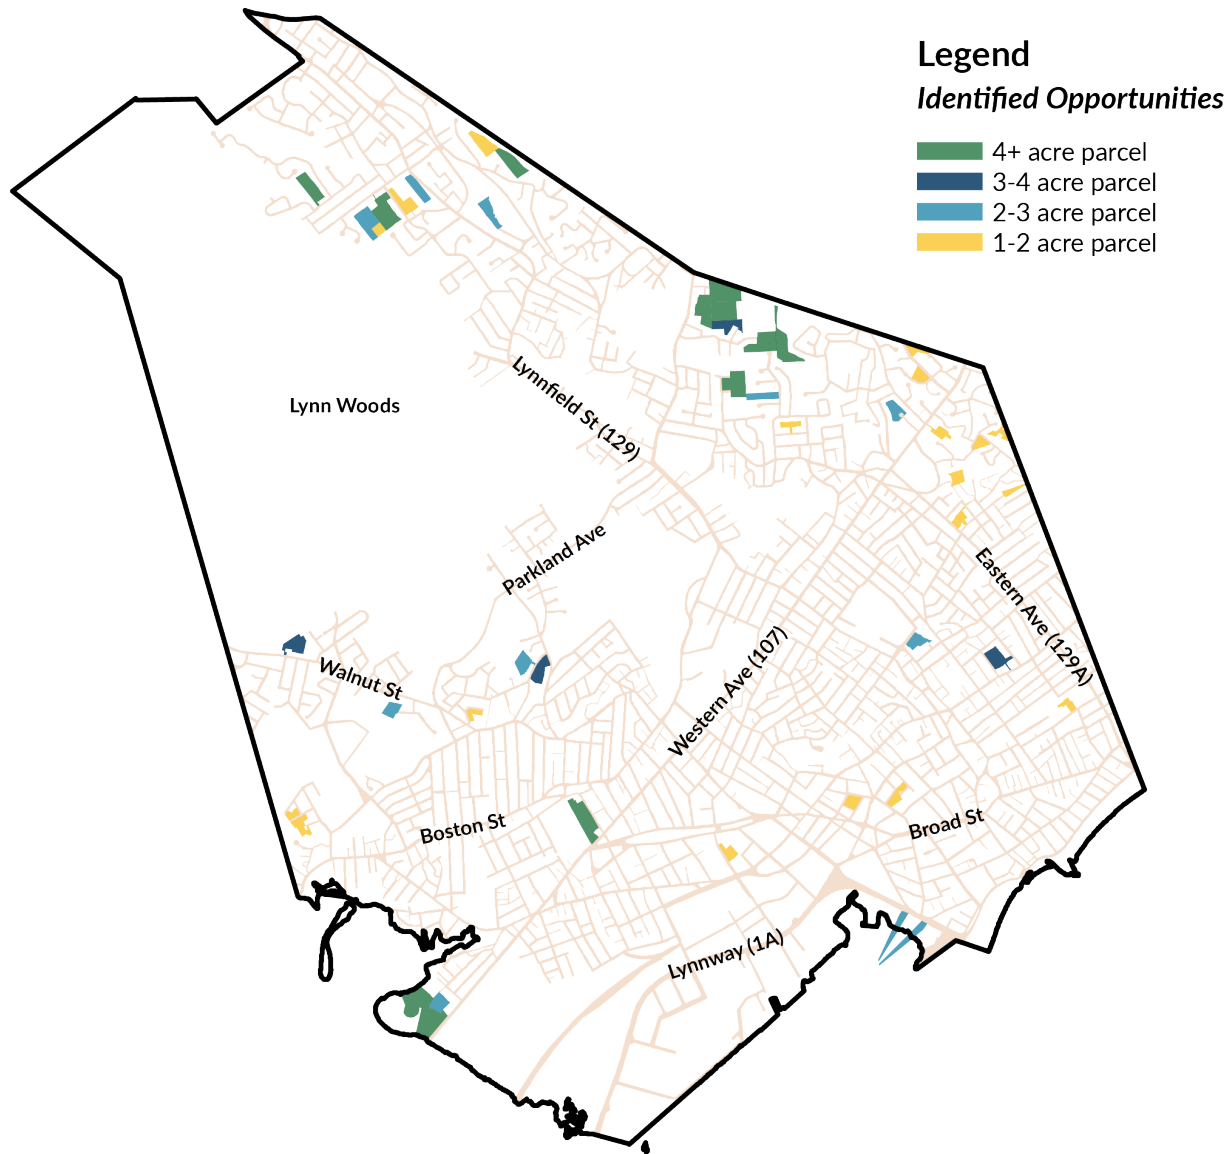 Legend
Identified Opportunities
4+ acre parcel
3-4 acre parcel
2-3 acre parcel
1-2 acre parcel
Lynn Woods
Lynnfield St (129)
Parkland Ave
Eastern Ave (129A)
Walnut St
Western Ave (107)
Boston St
Broad St
Lynnway (1A)